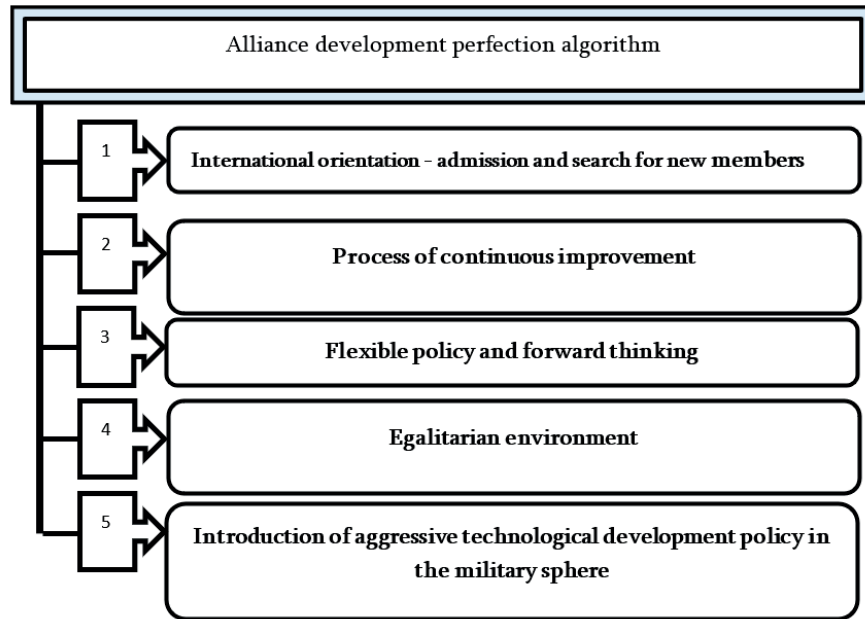 Alliance development perfection algorithm
1
International orientation – admission and search for new members
2
Process of continuous improvement
3
Flexible policy and forward thinking
4
Egalitarian environment
5
Introduction of aggressive technological development policy in
the military sphere